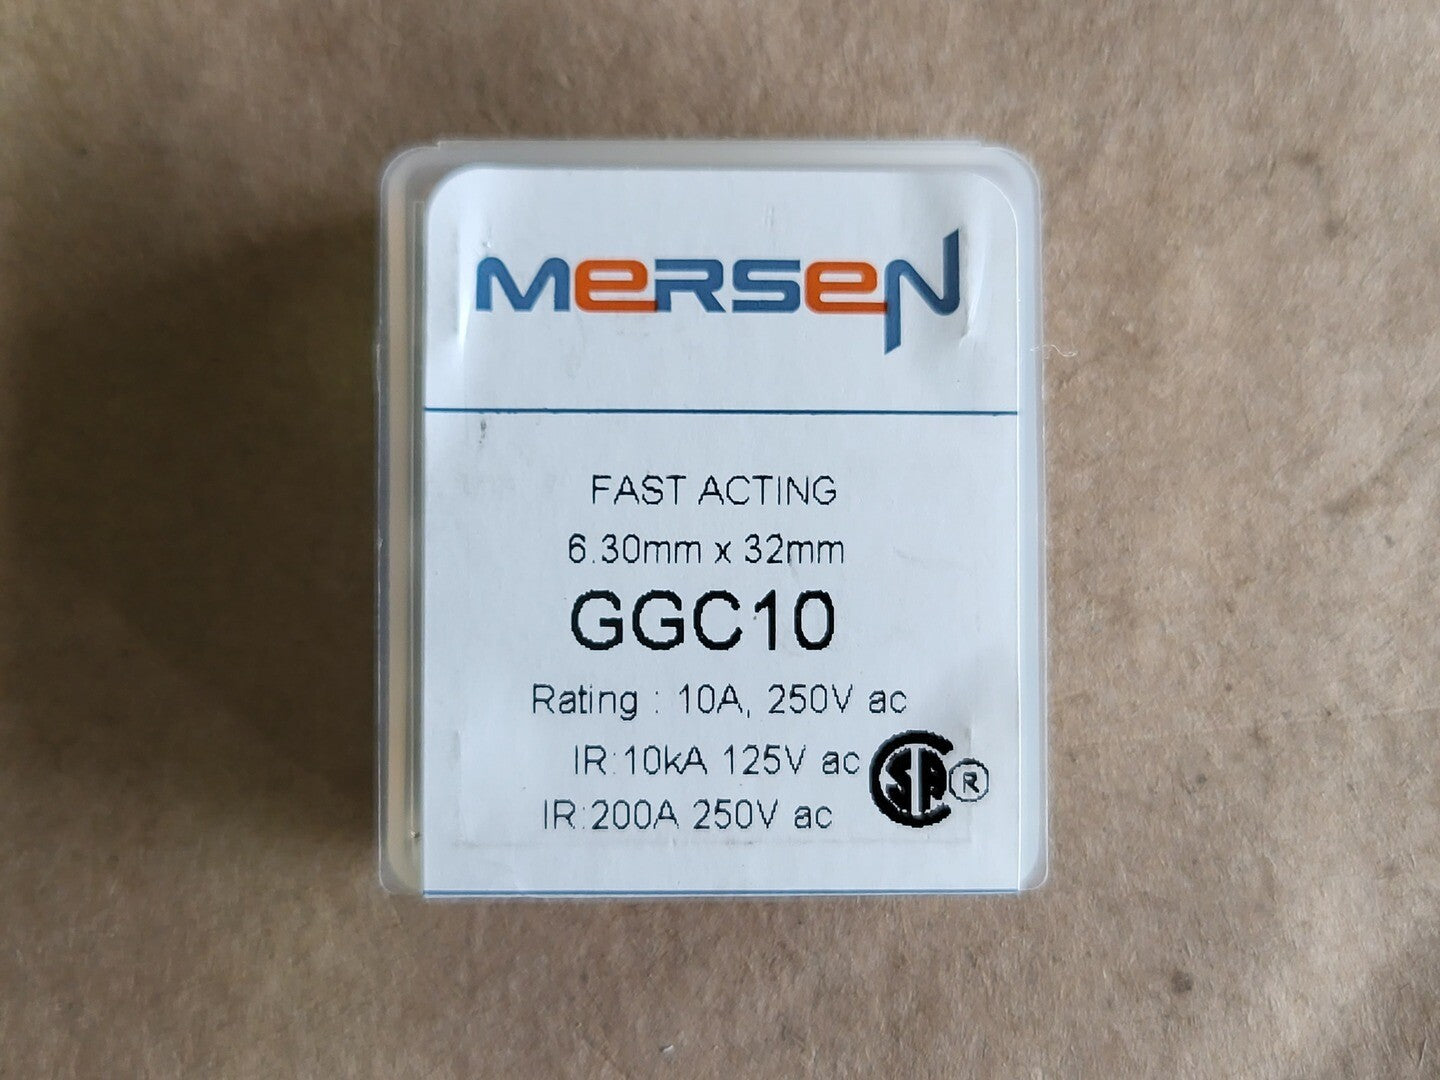 MERSEN
FAST ACTING
6.30mm x 32mm
GGC10
Rating : 10A, 250V ac
IR:10kA 125V ac
IR:200A 250V ac
SA ®